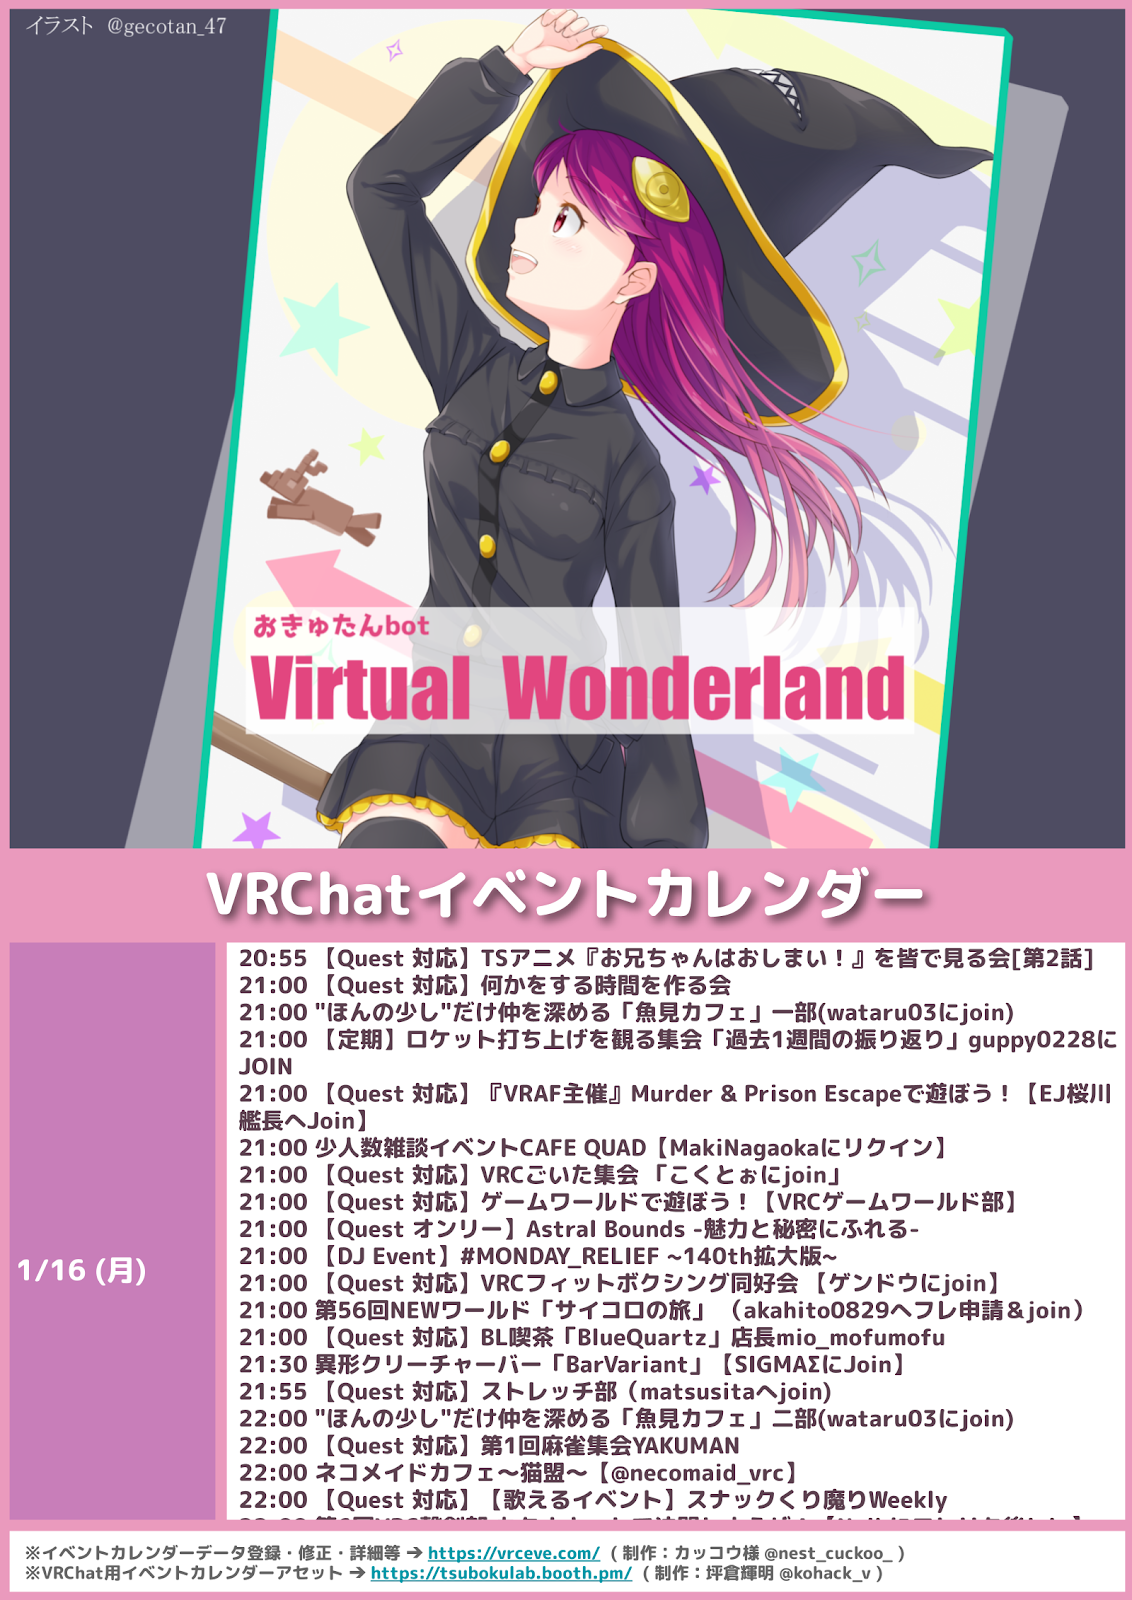 イラスト @gecotan_47
おきゅたんbot
Virtual Wonderland
VRChatイベントカレンダー
1/16 (月)
20:55 【Quest 対応】TSアニメ『お兄ちゃんはおしまい！』を皆で見る会[第2話]
21:00 【Quest 対応】何かをする時間を作る会
21:00 "ほんの少し"だけ仲を深める「魚見カフェ」一部(wataru03にjoin)
21:00 【定期】ロケット打ち上げを観る集会「過去1週間の振り返り」guppy0228に
JOIN
21:00 【Quest 対応】『VRAF主催』Murder & Prison Escapeで遊ぼう！【EJ桜川
艦長へJoin】
21:00 少人数雑談イベントCAFE QUAD【MakiNagaokaにリクイン】
21:00 【Quest 対応】VRCごいた集会 「こくとぉにjoin」
21:00 【Quest 対応】ゲームワールドで遊ぼう！【VRCゲームワールド部】
21:00 【Quest オンリー】Astral Bounds -魅力と秘密にふれる-
21:00 【DJ Event】#MONDAY_RELIEF ~140th拡大版~
21:00 【Quest 対応】VRCフィットボクシング同好会 【ゲンドウにjoin】
21:00 第56回NEWワールド「サイコロの旅」 （akahito0829へフレ申請＆join）
21:00 【Quest 対応】BL喫茶「BlueQuartz」店長mio_mofumofu
21:30 異形クリーチャーバー「BarVariant」【SIGMAΣにJoin】
21:55 【Quest 対応】ストレッチ部（matsusitaへjoin)
22:00 "ほんの少し"だけ仲を深める「魚見カフェ」二部(wataru03にjoin)
22:00 【Quest 対応】第1回麻雀集会YAKUMAN
22:00 ネコメイドカフェ～猫盟～【@necomaid_vrc】
22:00 【Quest 対応】【歌えるイベント】スナックくり魔りWeekly
※イベントカレンダーデータ登録・修正・詳細等 ➔ https://vrceve.com/ ( 制作：カッコウ様 @nest_cuckoo_ )
※VRChat用イベントカレンダーアセット ➔ https://tsubokulab.booth.pm/ ( 制作：坪倉輝明 @kohack_v )